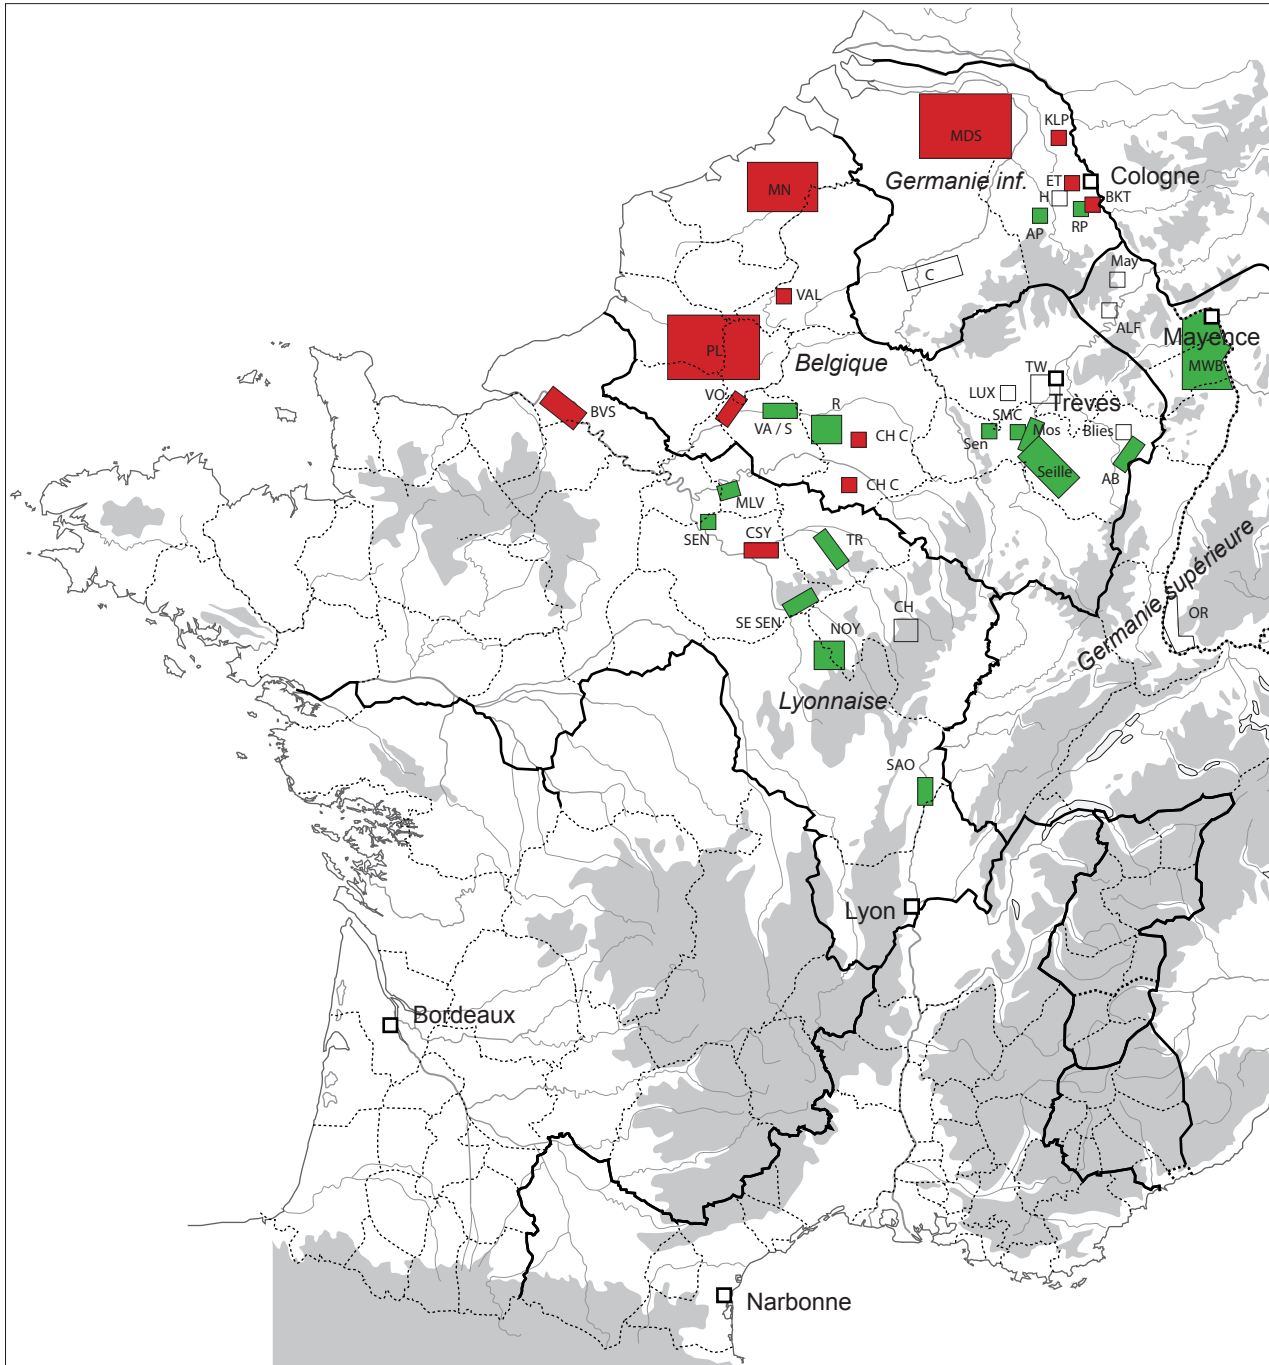 KLP
MDS
Cologne
Germanie inf.
ET
MN
H
BKT
AP
RP
May
C
VAL
ALF
Mayence
PL
Belgique
MWB
TW
LUX
Trèves
VO
BVS
VA / S
R
SMC
Mos
Blies
CH C
Sen
Seille
AB
CH C
MLV
SEN
CSY
TR
Germanie supérieure
OR
CH
SE SEN
NOY
Lyonnaise
SAO
Lyon
Bordeaux
Narbonne